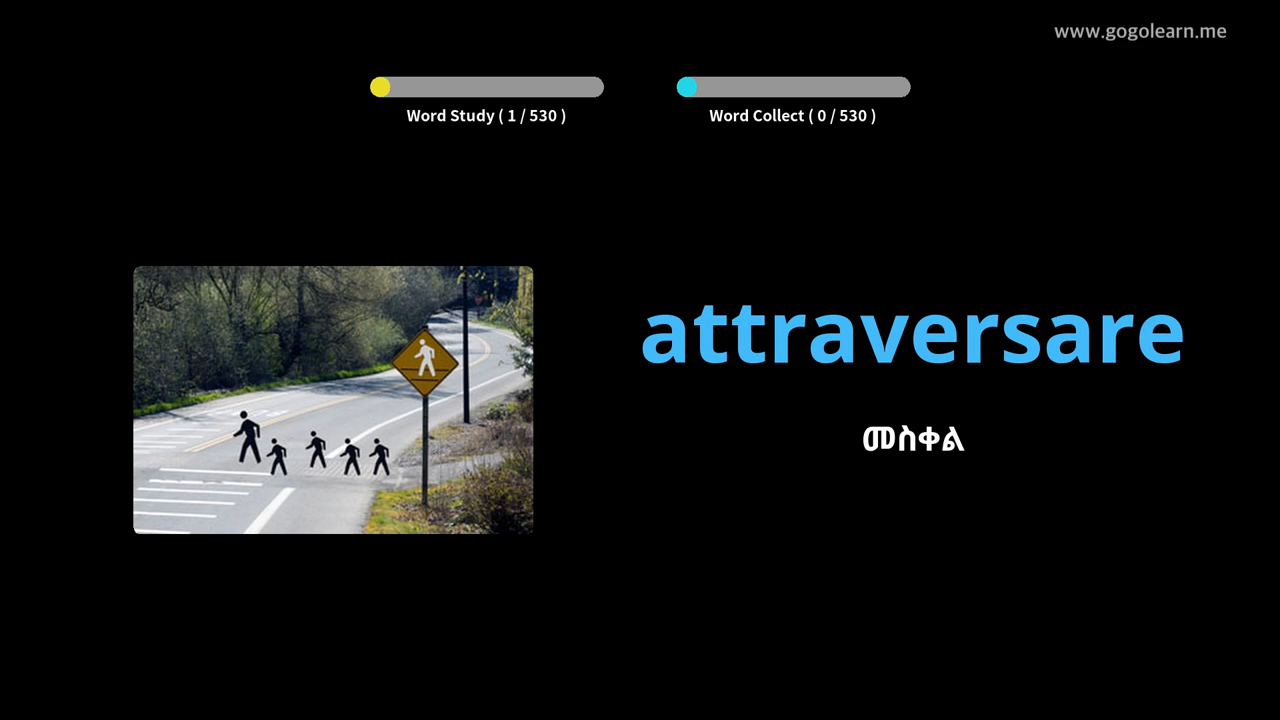 www.gogolearn.me
Word Study ( 1 / 530 )
Word Collect ( 0 / 530 )
attraversare
መስቀል